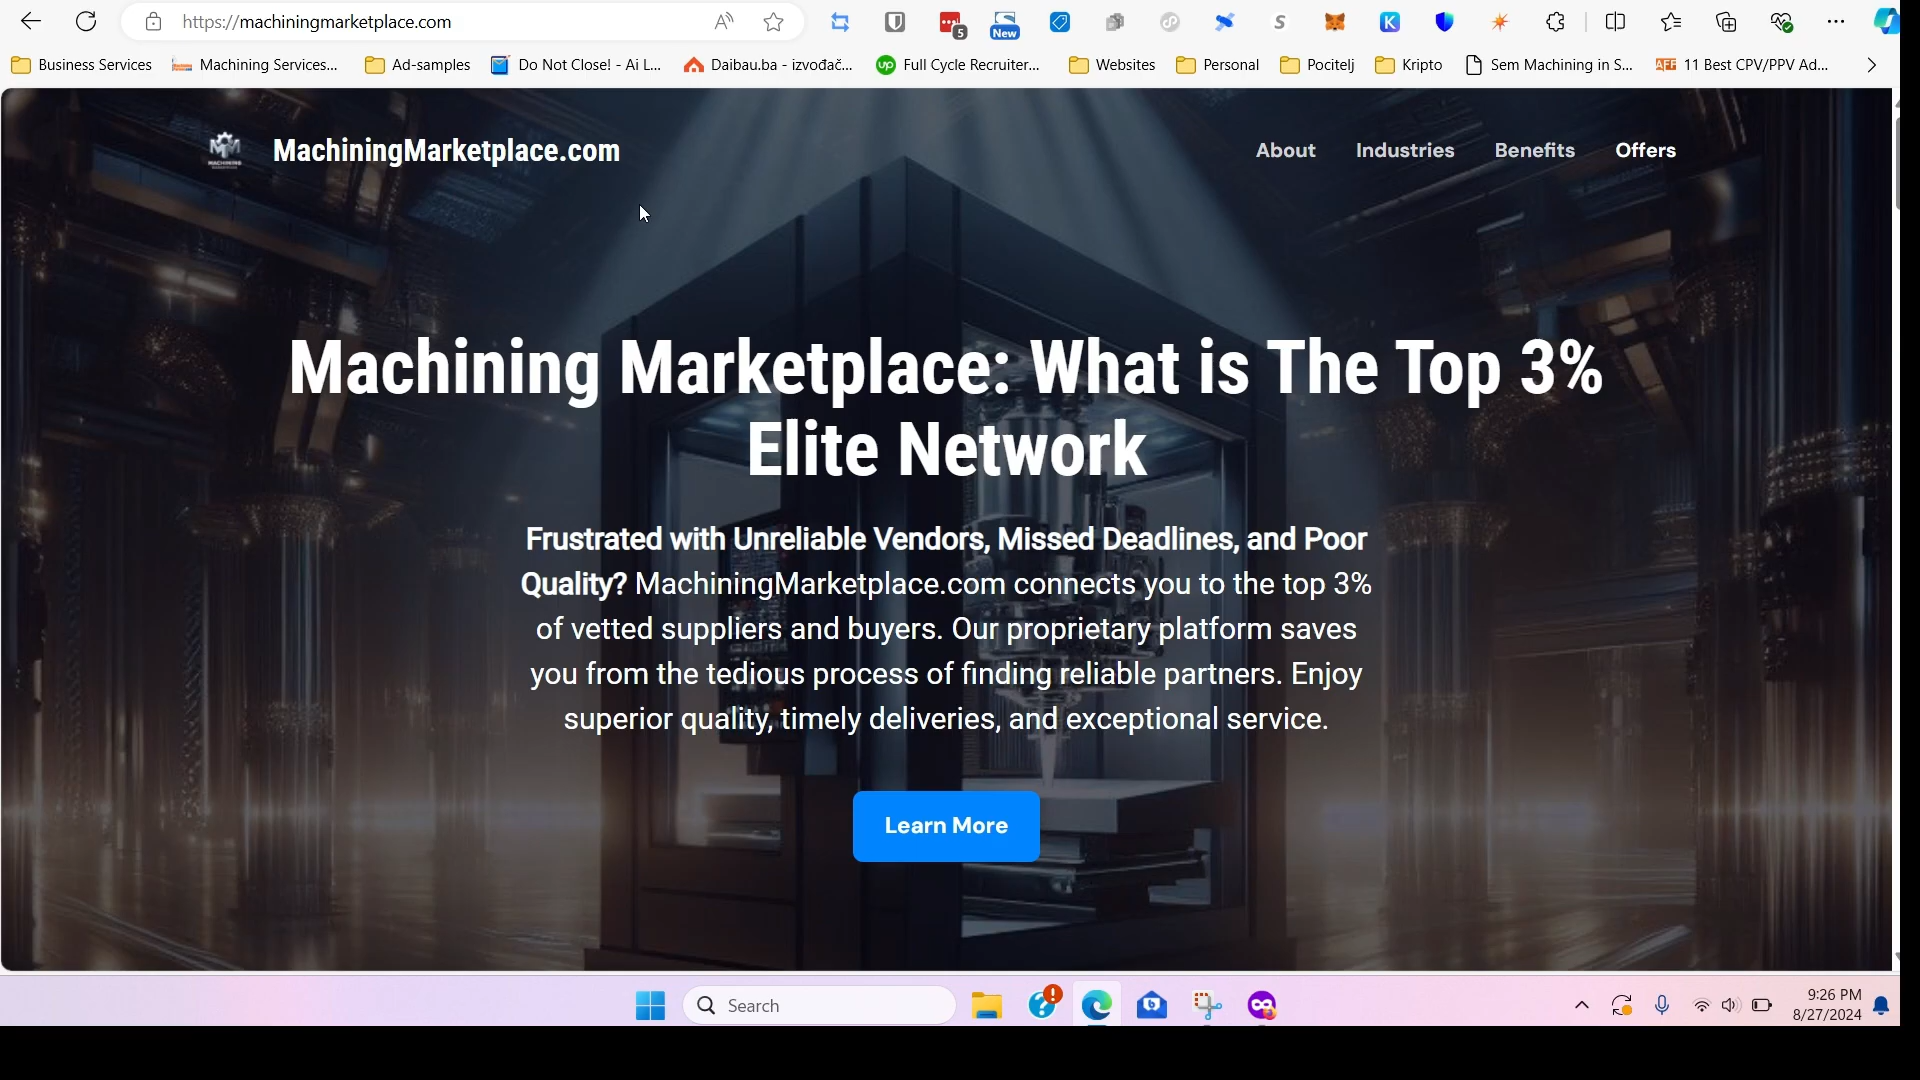 https://machiningmarketplace.com
5
New
Business Services
Machining Services...
Ad-samples
Do Not Close! - Ai L...
Daibau.ba - izvođač...
up
Full Cycle Recruiter...
Websites
Personal
Pocitelj
Kripto
Sem Machining in S...
AFF
11 Best CPV/PPV Ad...
MachiningMarketplace.com
About
Industries
Benefits
Offers
Machining Marketplace: What is The Top 3%
Elite Network
Frustrated with Unreliable Vendors, Missed Deadlines, and Poor
Quality? MachiningMarketplace.com connects you to the top 3%
of vetted suppliers and buyers. Our proprietary platform saves
you from the tedious process of finding reliable partners. Enjoy
superior quality, timely deliveries, and exceptional service.
Learn More
Search
9:26 PM
8/27/2024